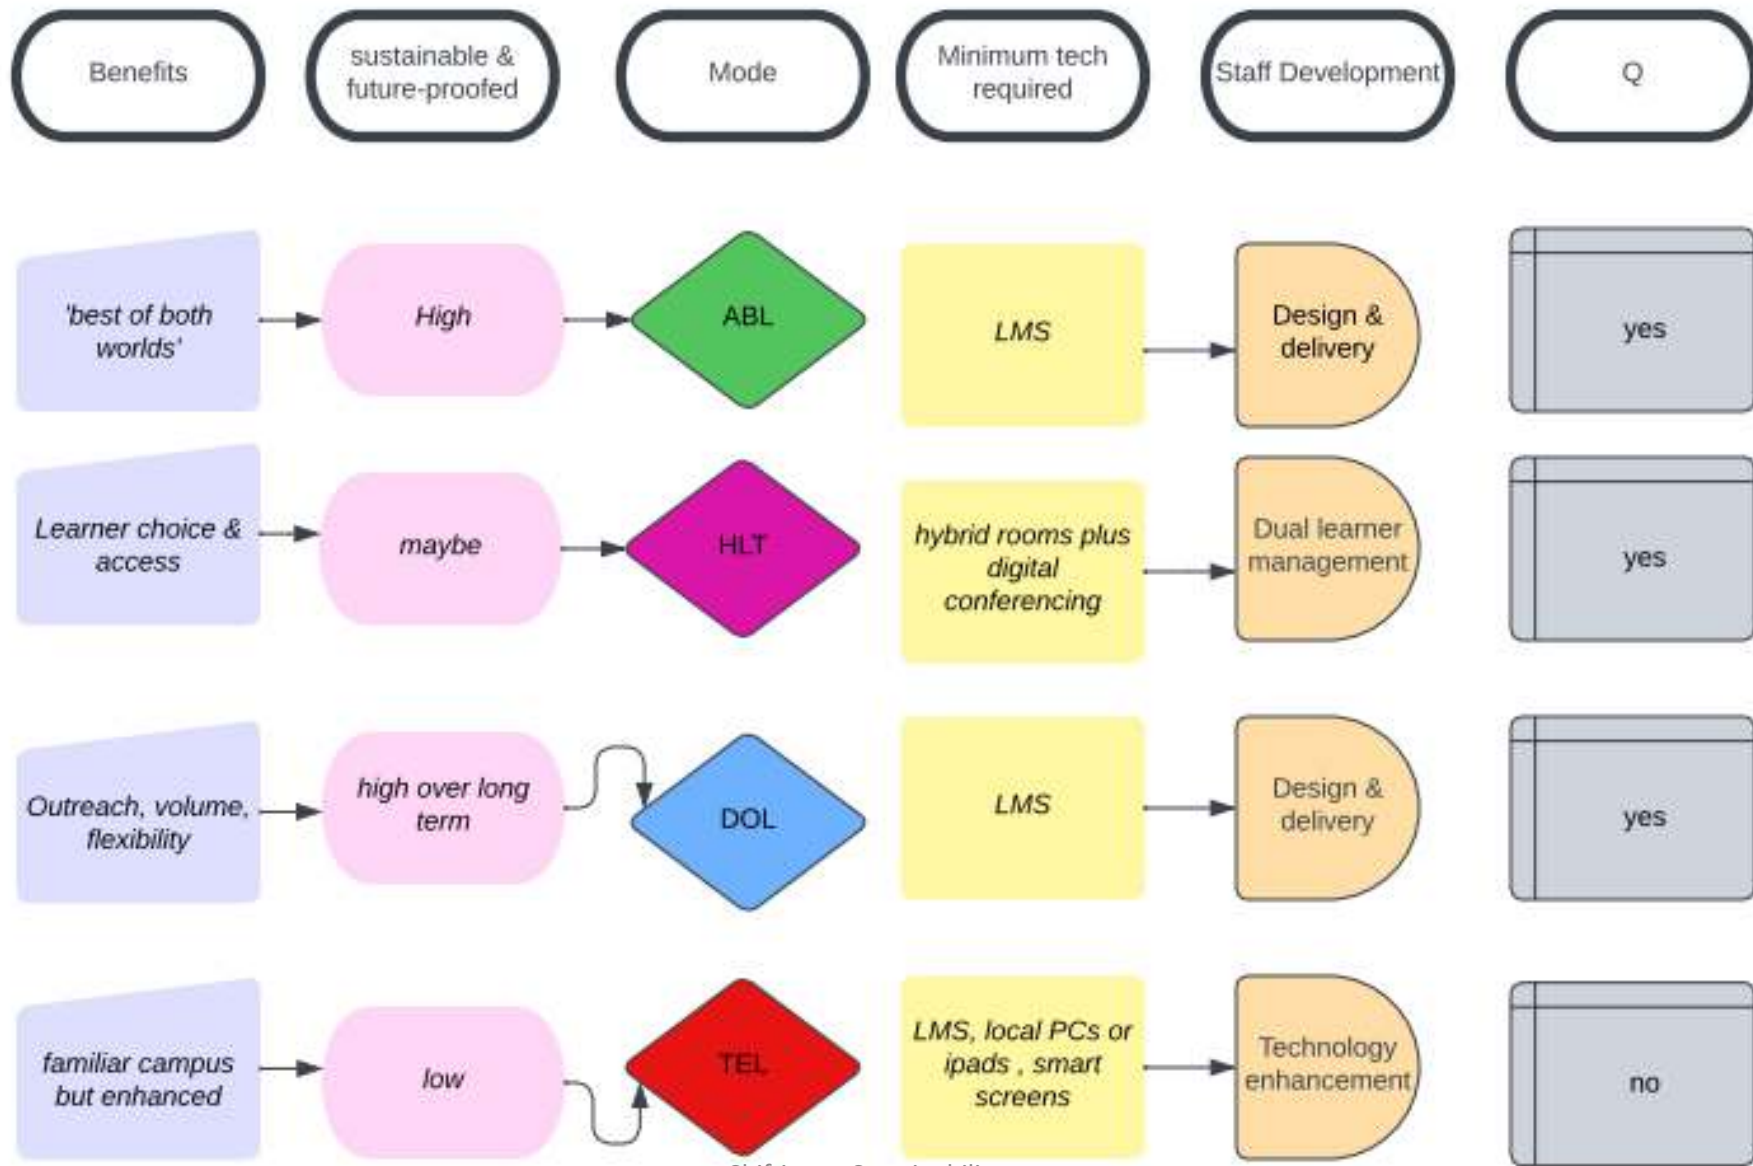 Benefits
sustainable &
future-proofed
Mode
Minimum tech
required
Staff Development
Q
'best of both
worlds'
High
ABL
LMS
Design &
delivery
yes
Learner choice &
access
maybe
HLT
hybrid rooms plus
digital
conferencing
Dual learner
management
yes
Outreach, volume,
flexibility
high over long
term
DOL
LMS
Design &
delivery
yes
familiar campus
but enhanced
low
TEL
LMS, local PCs or
ipads , smart
screens
Technology
enhancement
no